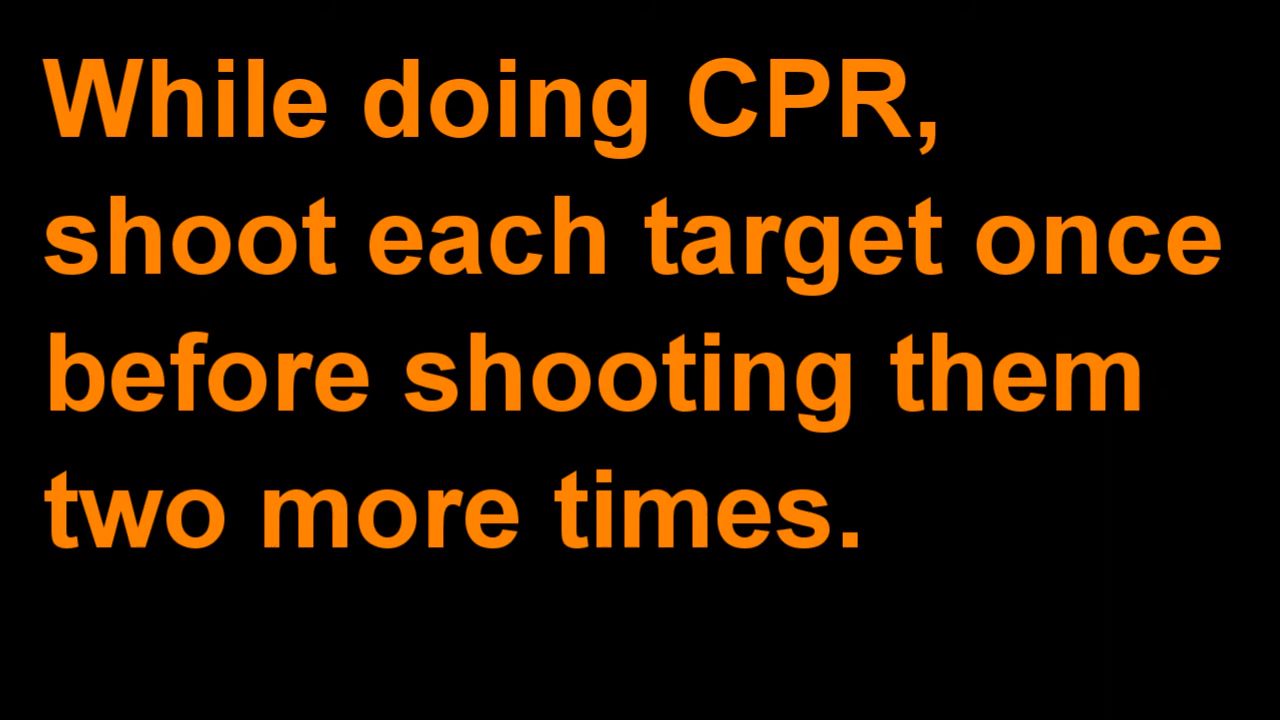 While doing CPR,
shoot each target once
before shooting them
two more times.